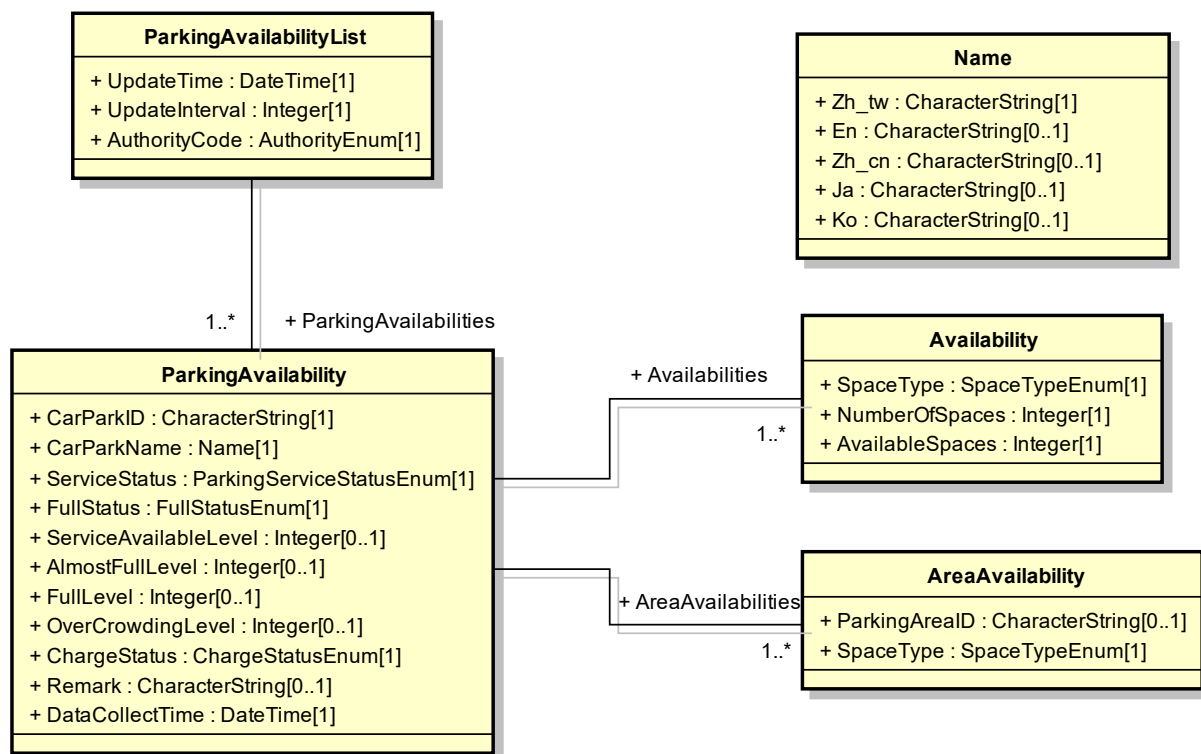 ParkingAvailabilityList
+ UpdateTime : DateTime[1]
+ UpdateInterval : Integer[1]
+ AuthorityCode : AuthorityEnum[1]
Name
+ Zh_tw : CharacterString[1]
+ En : CharacterString[0..1]
+ Zh_cn : CharacterString[0..1]
+ Ja : CharacterString[0..1]
+ Ko : CharacterString[0..1]
1..*
+ ParkingAvailabilities
ParkingAvailability
+ CarParkID : CharacterString[1]
+ CarParkName : Name[1]
+ ServiceStatus : ParkingServiceStatusEnum[1]
+ FullStatus : FullStatusEnum[1]
+ ServiceAvailableLevel : Integer[0..1]
+ AlmostFullLevel : Integer[0..1]
+ FullLevel : Integer[0..1]
+ OverCrowdingLevel : Integer[0..1]
+ ChargeStatus : ChargeStatusEnum[1]
+ Remark : CharacterString[0..1]
+ DataCollectTime : DateTime[1]
+ Availabilities
1..*
Availability
+ SpaceType : SpaceTypeEnum[1]
+ NumberOfSpaces : Integer[1]
+ AvailableSpaces : Integer[1]
+ AreaAvailabilities
1..*
AreaAvailability
+ ParkingAreaID : CharacterString[0..1]
+ SpaceType : SpaceTypeEnum[1]